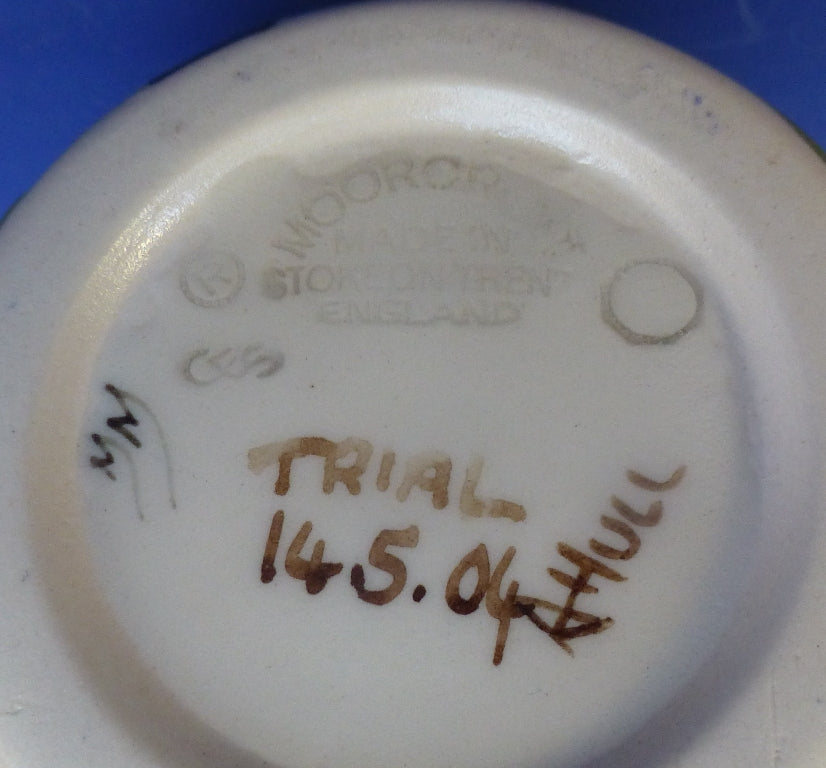 MOORCR
MADE IN
STOKE ON TRENT
ENGLAND
TRIAL
14.5.04
HULL